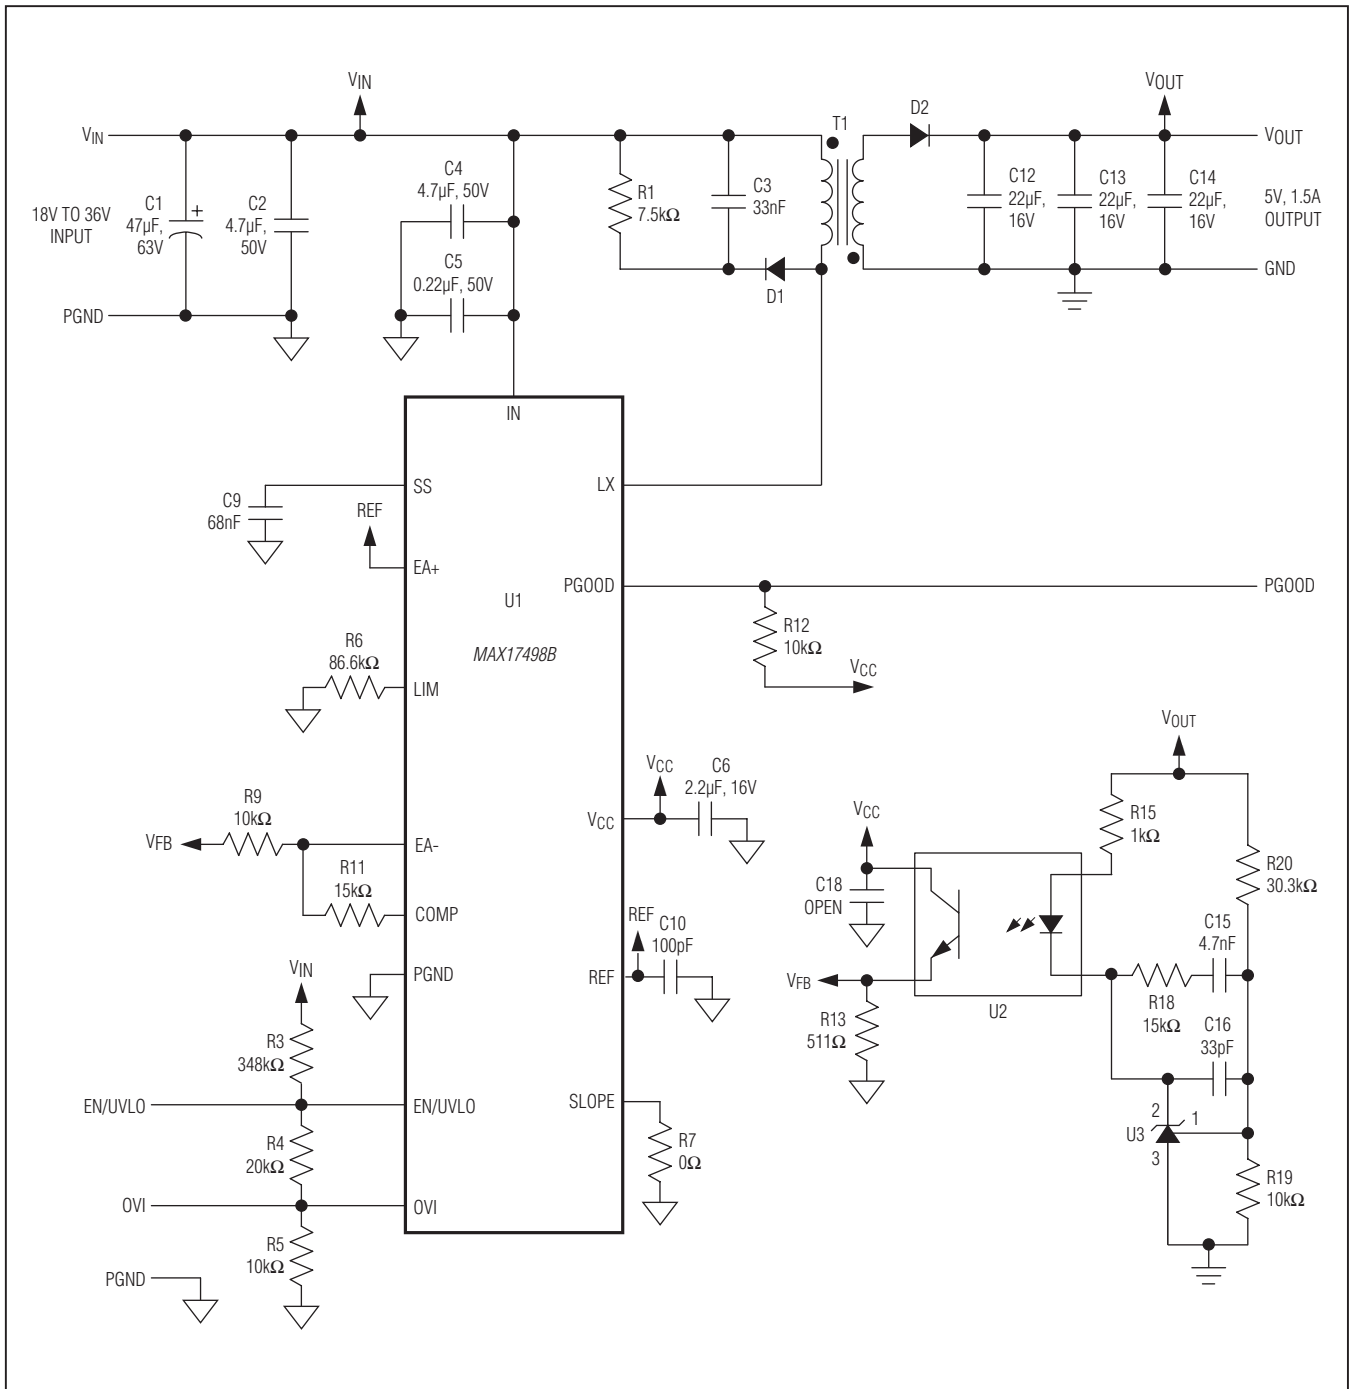 VIN
VOUT
D2
T1
VIN
VOUT
C4
4.7µF, 50V
C12
22µF,
16V
C13
22µF,
16V
C14
22µF,
16V
R1
7.5kΩ
C3
33nF
18V TO 36V
INPUT
C1
47µF,
63V
+
C2
4.7µF,
50V
5V, 1.5A
OUTPUT
C5
0.22µF, 50V
D1
GND
PGND
IN
SS
LX
C9
68nF
REF
EA+
PGOOD
PGOOD
U1
MAX17498B
R12
10kΩ
VCC
R6
86.6kΩ
LIM
VOUT
VCC
C6
2.2µF, 16V
VCC
R9
10kΩ
VFB
EA-
VCC
R15
1kΩ
R20
30.3kΩ
R11
15kΩ
COMP
C18
OPEN
REF
C10
100pF
C15
4.7nF
VIN
PGND
REF
VFB
U2
R18
15kΩ
R13
511Ω
C16
33pF
R3
348kΩ
EN/UVLO
EN/UVLO
SLOPE
2
1
U3
3
R4
20kΩ
R7
0Ω
R19
10kΩ
OVI
OVI
R5
10kΩ
PGND